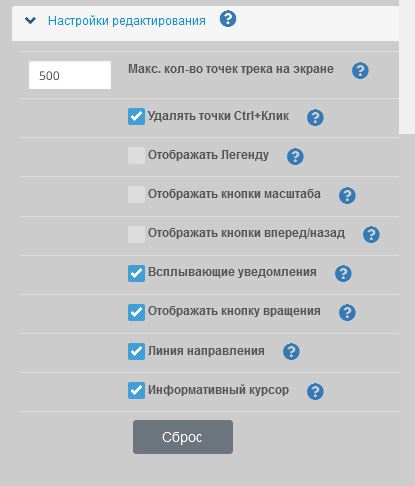 Настройки редактирования ?
500 Макс. кол-во точек трека на экране ?
Удалять точки Ctrl+Клик ?
Отображать Легенду ?
Отображать кнопки масштаба ?
Отображать кнопки вперед/назад ?
Всплывающие уведомления ?
Отображать кнопку вращения ?
Линия направления ?
Информативный курсор ?
Сброс